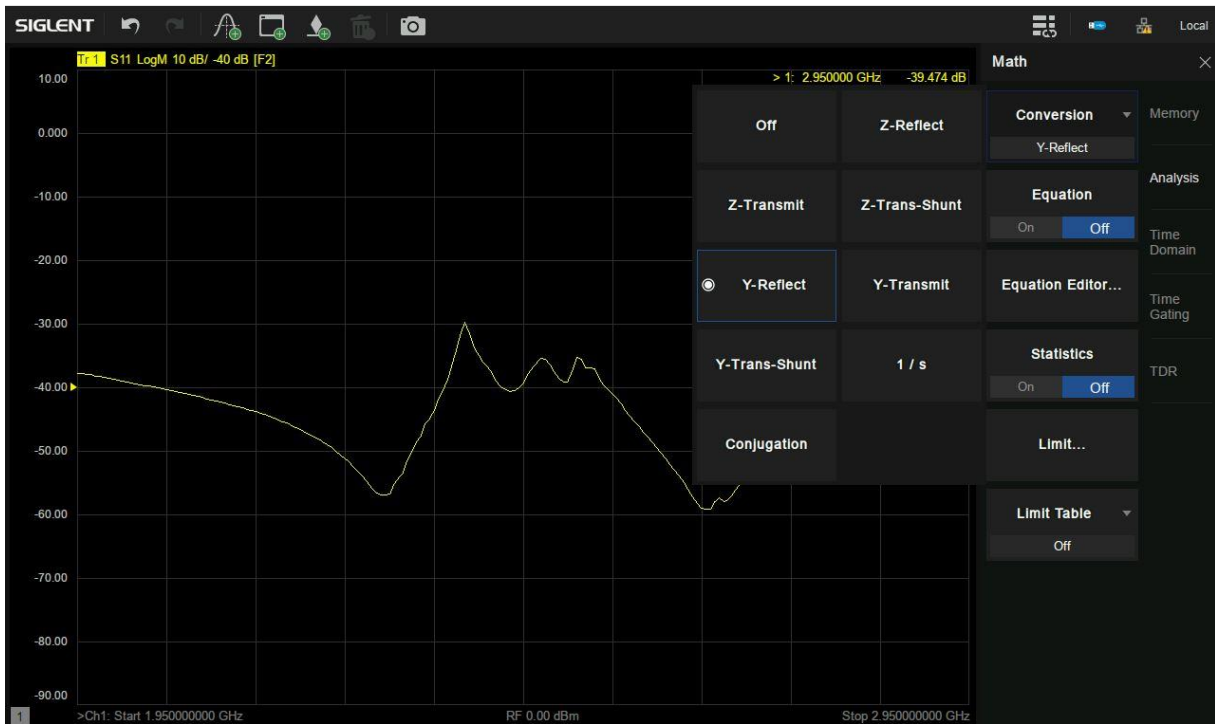 SIGLENT
Local
Tr 1 S11 LogM 10 dB/ -40 dB [F2]
> 1: 2.950000 GHz -39.474 dB
10.00
0.000
-10.00
-20.00
-30.00
-40.00
-50.00
-60.00
-70.00
-80.00
-90.00
Off Z-Reflect
Z-Transmit Z-Trans-Shunt
Y-Reflect Y-Transmit
Y-Trans-Shunt 1 / s
Conjugation
Math
Conversion
Y-Reflect
Equation
On Off
Equation Editor...
Statistics
On Off
Limit...
Limit Table
Off
Memory
Analysis
Time
Domain
Time
Gating
TDR
1 >Ch1: Start 1.950000000 GHz RF 0.00 dBm Stop 2.950000000 GHz